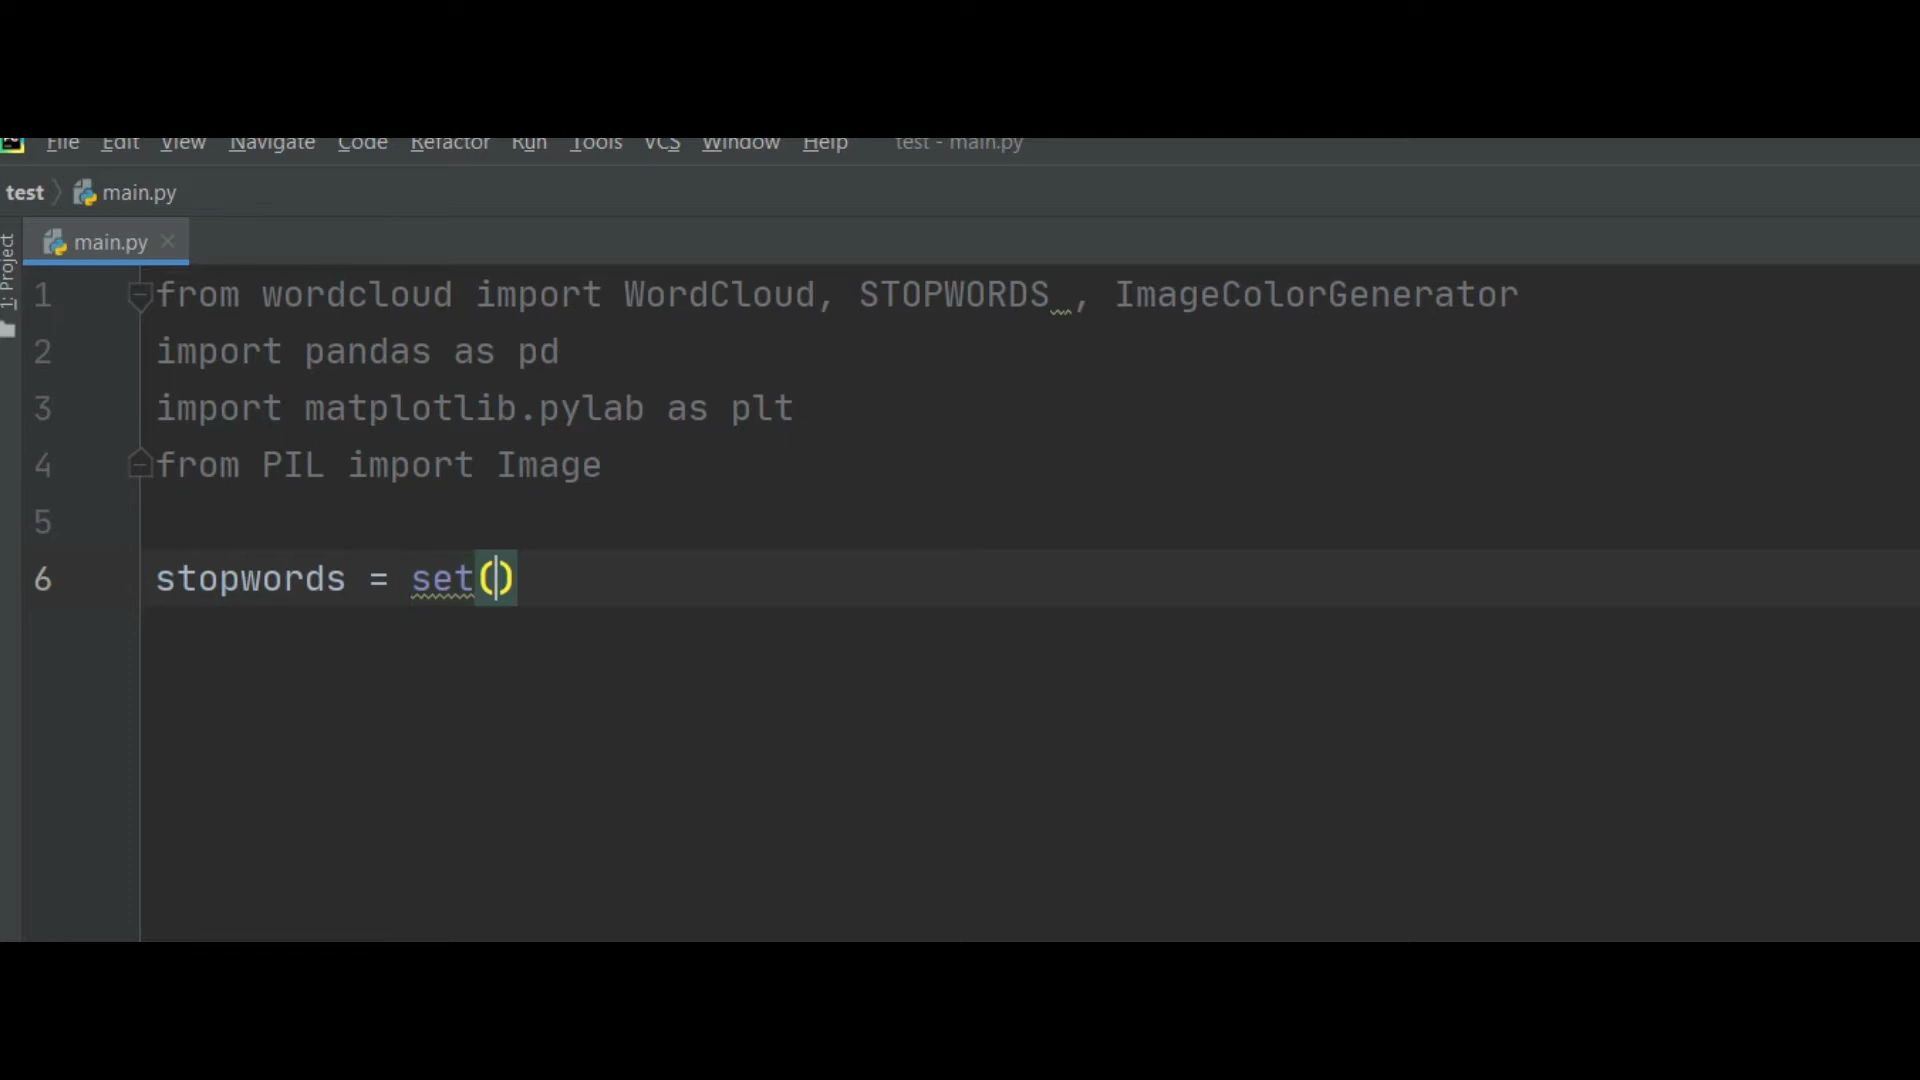 File Edit View Navigate Code Refactor Run Tools VCS Window Help test - main.py
test main.py
main.py
1: Project
1 from wordcloud import WordCloud, STOPWORDS , ImageColorGenerator
2 import pandas as pd
3 import matplotlib.pylab as plt
4 from PIL import Image
5
6 stopwords = set()